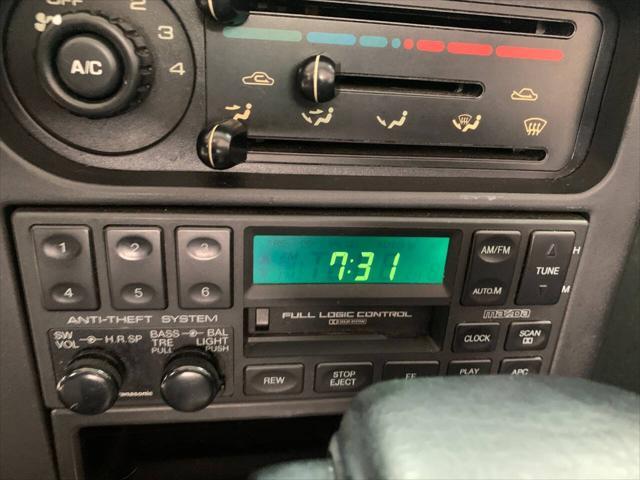 OFF
2
3
4
A/C
1 2 3
7:31
AM/FM
H
TUNE
4 5 6
AUTO.M
M
ANTI-THEFT SYSTEM
FULL LOGIC CONTROL
mazda
SW BASS BAL
VOL H.R.SP TRE LIGHT
PULL PUSH
CLOCK SCAN
Panasonic
REW STOP EJECT FF PLAY APC